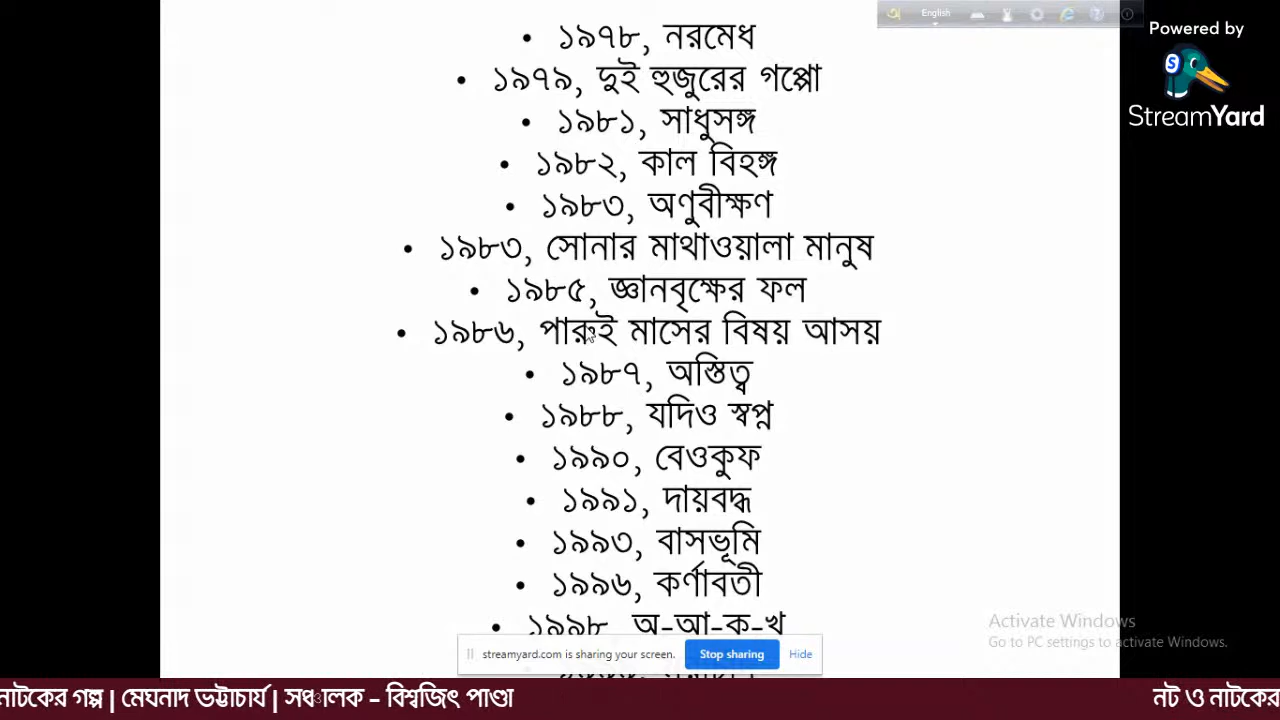 English
Powered by
StreamYard
• ১৯৭৮, নরমেধ
• ১৯৭৯, দুই হুজুরের গপ্পো
• ১৯৮১, সাধুসঙ্গ
• ১৯৮২, কাল বিহঙ্গ
• ১৯৮৩, অণুবীক্ষণ
• ১৯৮৩, সোনার মাথাওয়ালা মানুষ
• ১৯৮৫, জ্ঞানবৃক্ষের ফল
• ১৯৮৬, পারুই মাসের বিষয় আসয়
• ১৯৮৭, অস্তিত্ব
• ১৯৮৮, যদিও স্বপ্ন
• ১৯৯০, বেওকুফ
• ১৯৯১, দায়বদ্ধ
• ১৯৯৩, বাসভূমি
• ১৯৯৬, কর্ণাবতী
• ১৯৯৮, অ-আ-ক-খ
Activate Windows
Go to PC settings to activate Windows.
streamyard.com is sharing your screen. Stop sharing Hide
নাটকের গল্প | মেঘনাদ ভট্টাচার্য | সঞ্চালক - বিশ্বজিৎ পাণ্ডা নট ও নাটকের